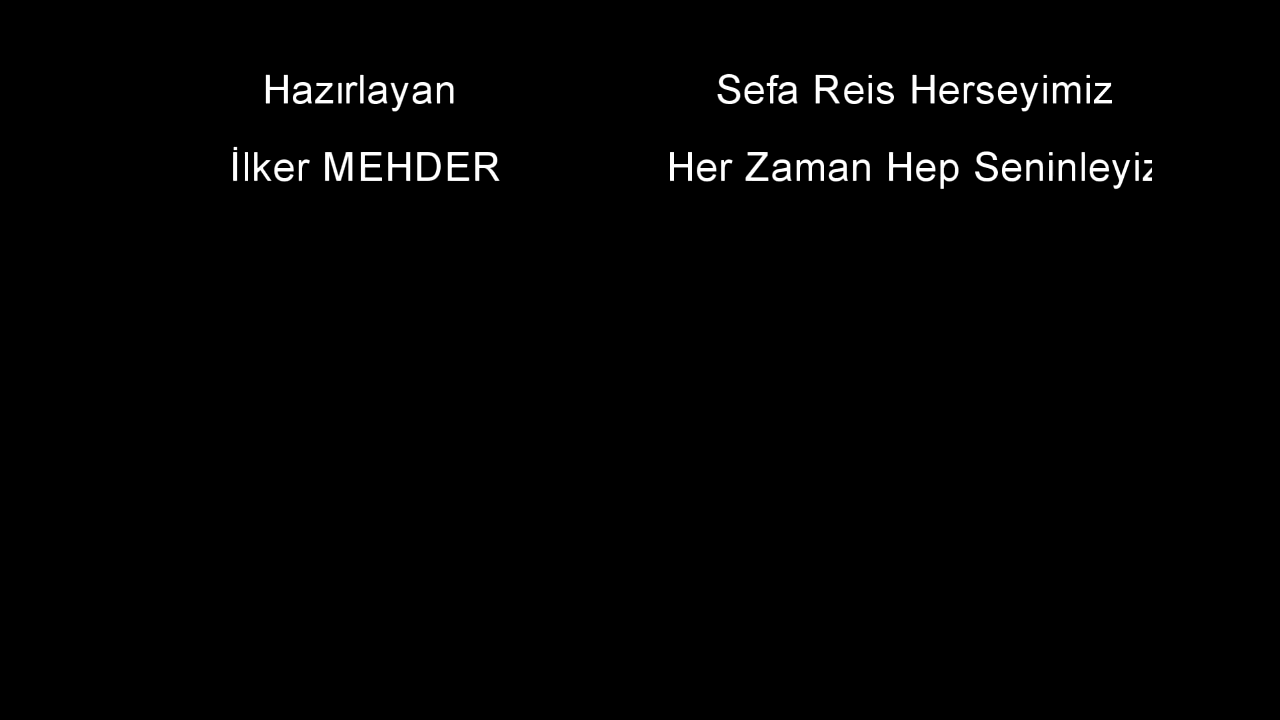 Hazırlayan
İlker MEHDER
Sefa Reis Herseyimiz
Her Zaman Hep Seninleyiz